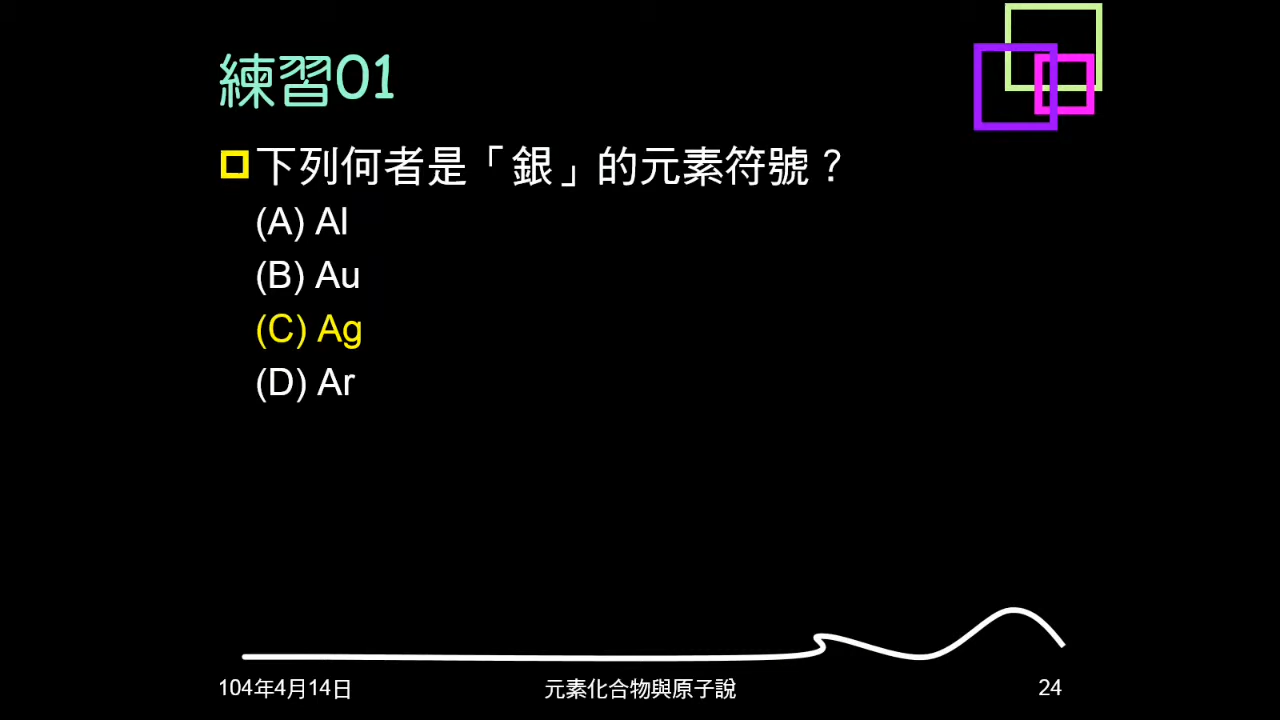 練習01
下列何者是「銀」的元素符號？
(A) Al
(B) Au
(C) Ag
(D) Ar
104年4月14日
元素化合物與原子說
24